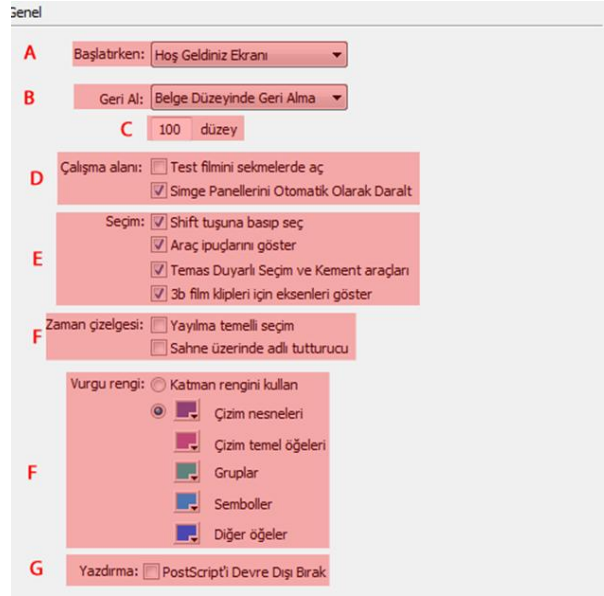 Genel
A Başlatırken: Hoş Geldiniz Ekranı
B Geri Al: Belge Düzeyinde Geri Alma
C 100 düzey
D Çalışma alanı: Test filmini sekmelerde aç
Simge Panellerini Otomatik Olarak Daralt
Seçim: Shift tuşuna basıp seç
Araç ipuçlarını göster
E Temas Duyarlı Seçim ve Kement araçları
3b film klipleri için eksenleri göster
F Zaman çizelgesi: Yayılma temelli seçim
Sahne üzerinde adlı tutturucu
Vurgu rengi: Katman rengini kullan
Çizim nesneleri
Çizim temel öğeleri
F Gruplar
Semboller
Diğer öğeler
G Yazdırma: PostScript'i Devre Dışı Bırak